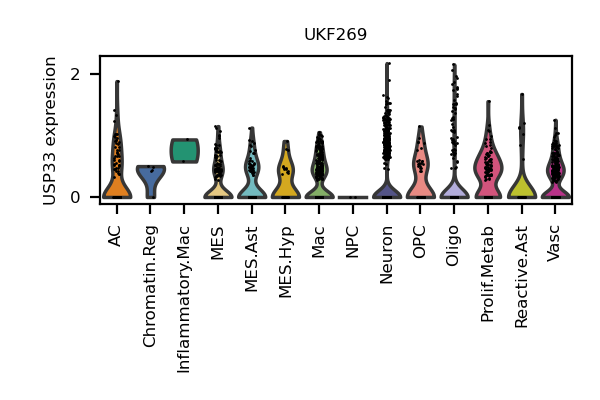 UKF269
USP33 expression
2
0
AC
Chromatin.Reg
Inflammatory.Mac
MES
MES.Ast
MES.Hyp
Mac
NPC
Neuron
OPC
Oligo
Prolif.Metab
Reactive.Ast
Vasc